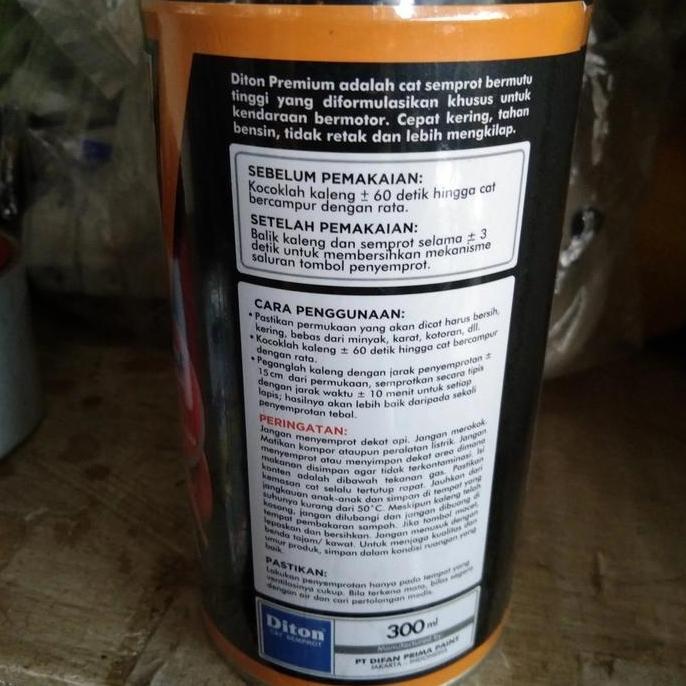 Diton Premium adalah cat semprot bermutu
tinggi yang diformulasikan khusus untuk
kendaraan bermotor. Cepat kering, tahan
bensin, tidak retak dan lebih mengkilap.
SEBELUM PEMAKAIAN:
Kocoklah kaleng ± 60 detik hingga cat
bercampur dengan rata.
SETELAH PEMAKAIAN:
Balik kaleng dan semprot selama ± 3
detik untuk membersihkan mekanisme
saluran tombol penyemprot.
CARA PENGGUNAAN:
• Pastikan permukaan yang akan dicat harus bersih,
kering, bebas dari minyak, karat, kotoran, dll.
• Kocoklah kaleng ± 60 detik hingga cat bercampur
dengan rata.
• Peganglah kaleng dengan jarak penyemprotan ±
15cm dari permukaan, semprotkan secara tipis
dengan jarak waktu ± 10 menit untuk setiap
lapis; hasilnya akan lebih baik daripada sekali
penyemprotan tebal.
PERINGATAN:
Jangan menyemprot dekat api. Jangan merokok.
Matikan kompor ataupun peralatan listrik. Jangan
menyemprot atau menyimpan dekat area dimana
makanan disimpan agar tidak terkontaminasi. Isi
konten adalah dibawah tekanan gas. Pastikan
kemasan cat selalu tertutup rapat. Jauhkan dari
jangkauan anak-anak dan simpan di tempat yang
suhunya kurang dari 50°C. Meskipun kaleng telah
kosong, jangan dilubangi dan jangan dibuang di
tempat pembakaran sampah. Jika tombol macet,
lepaskan dan bersihkan. Jangan menusuk dengan
benda tajam/ kawat. Untuk menjaga kualitas dan
umur produk, simpan dalam kondisi ruangan yang
baik.
PASTIKAN:
Lakukan penyemprotan hanya pada tempat yang
ventilasinya cukup. Bila terkena mata, bilas segera
dengan air dan cari pertolongan medis.
Diton
CAT SEMPROT
300 ml
Manufactured by:
PT DIFAN PRIMA PAINT
JAKARTA - INDONESIA